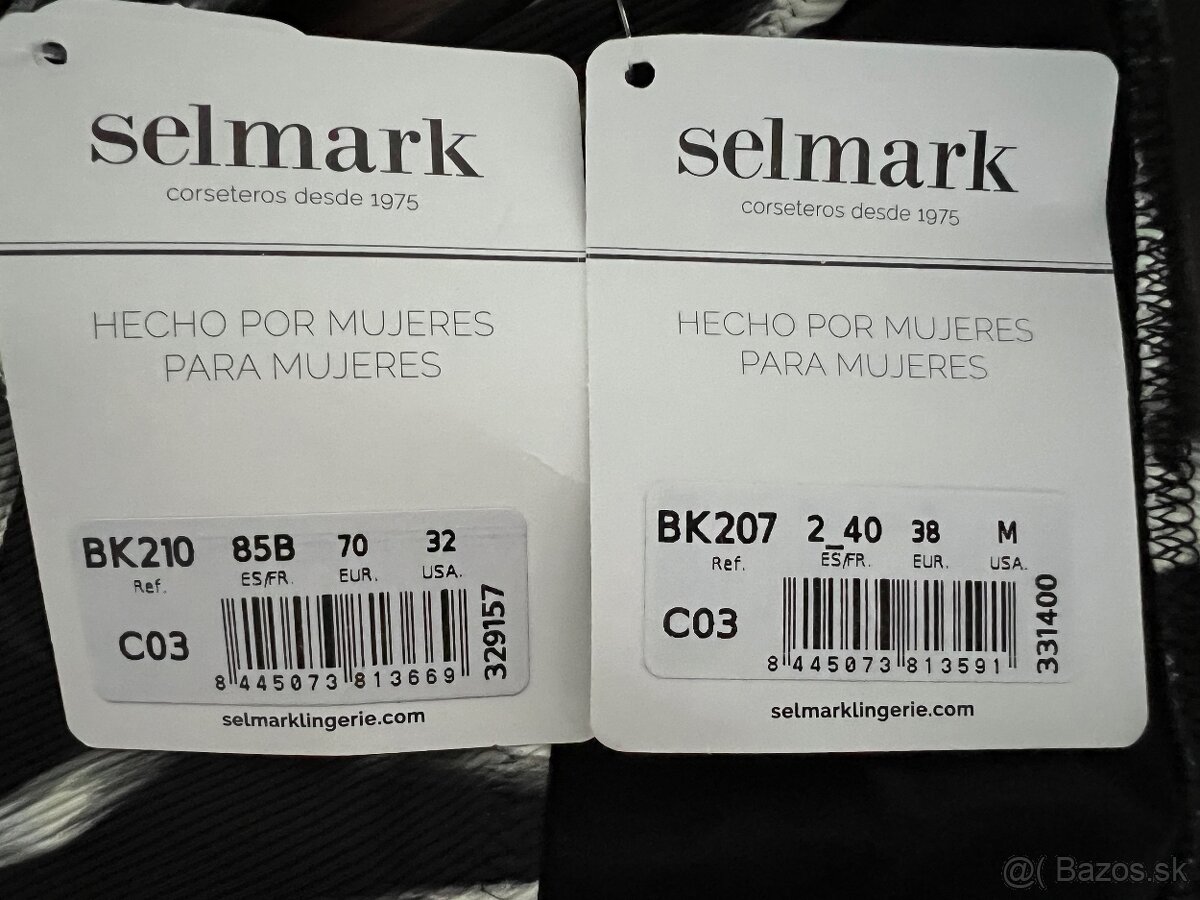 selmark
corseteros desde 1975
HECHO POR MUJERES
PARA MUJERES
BK210 85B 70 32
Ref. ES/FR. EUR. USA.
C03
8 445073 813669
329157
selmarklingerie.com
selmark
corseteros desde 1975
HECHO POR MUJERES
PARA MUJERES
BK207 2_40 38 M
Ref. ES/FR. EUR. USA.
C03
8 445073 813591
331400
selmarklingerie.com
@( Bazos.sk